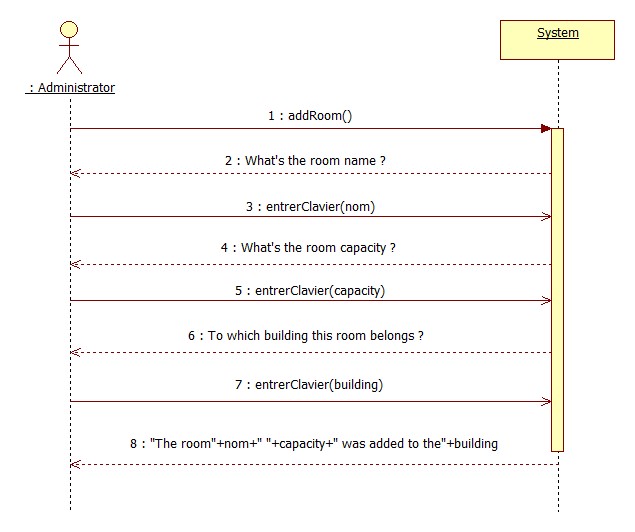 System
: Administrator
1 : addRoom()
2 : What's the room name ?
3 : entrerClavier(nom)
4 : What's the room capacity ?
5 : entrerClavier(capacity)
6 : To which building this room belongs ?
7 : entrerClavier(building)
8 : "The room"+nom+" "+capacity+" was added to the"+building